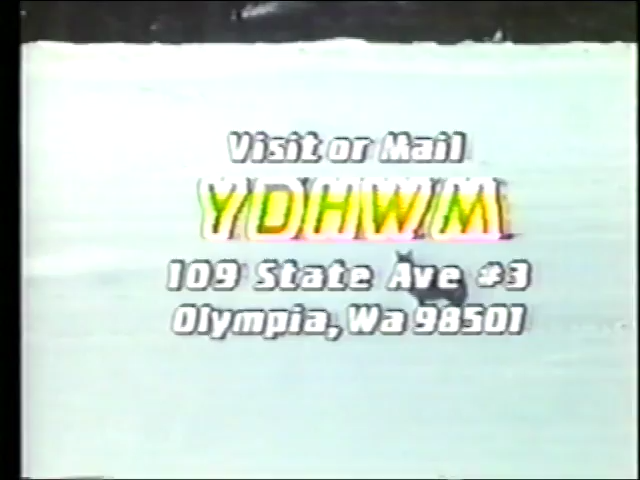 Visit or Mail
YDHWM
109 State Ave #3
Olympia, Wa 98501